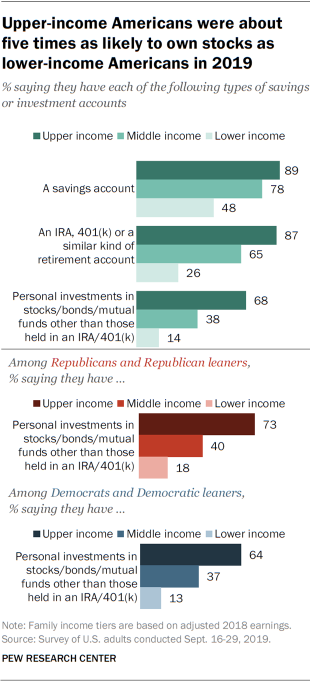 Upper-income Americans were about
five times as likely to own stocks as
lower-income Americans in 2019
% saying they have each of the following types of savings
or investment accounts
Upper income Middle income Lower income
A savings account
89
78
48
An IRA, 401(k) or a
similar kind of
retirement account
87
65
26
Personal investments in
stocks/bonds/mutual
funds other than those
held in an IRA/401(k)
68
38
14
Among Republicans and Republican leaners,
% saying they have ...
Upper income Middle income Lower income
Personal investments in
stocks/bonds/mutual
funds other than those
held in an IRA/401(k)
73
40
18
Among Democrats and Democratic leaners,
% saying they have ...
Upper income Middle income Lower income
Personal investments in
stocks/bonds/mutual
funds other than those
held in an IRA/401(k)
64
37
13
Note: Family income tiers are based on adjusted 2018 earnings.
Source: Survey of U.S. adults conducted Sept. 16-29, 2019.
PEW RESEARCH CENTER